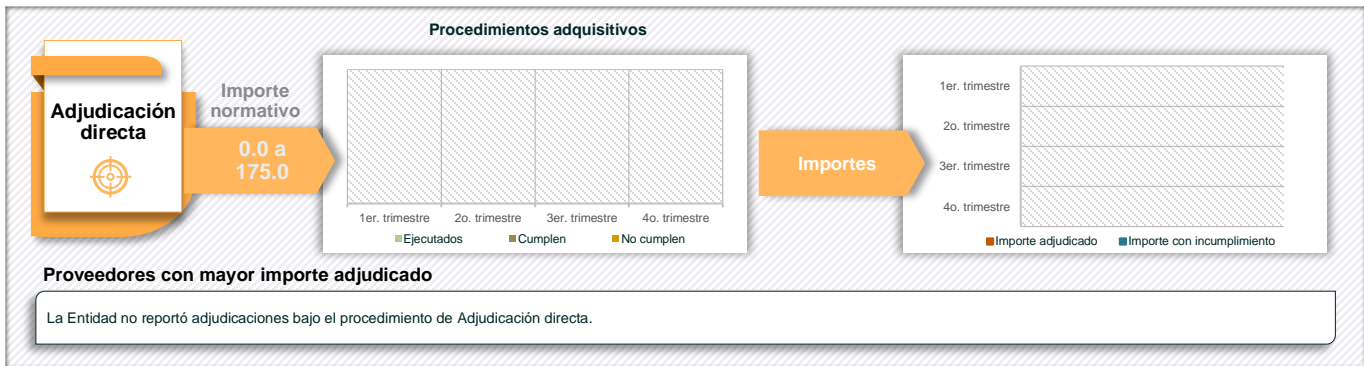 Procedimientos adquisitivos
Adjudicación
directa
Importe
normativo
0.0 a
175.0
1er. trimestre
2o. trimestre
3er. trimestre
4o. trimestre
Ejecutados
Cumplen
No cumplen
Importes
1er. trimestre
2o. trimestre
3er. trimestre
4o. trimestre
Importe adjudicado
Importe con incumplimiento
Proveedores con mayor importe adjudicado
La Entidad no reportó adjudicaciones bajo el procedimiento de Adjudicación directa.